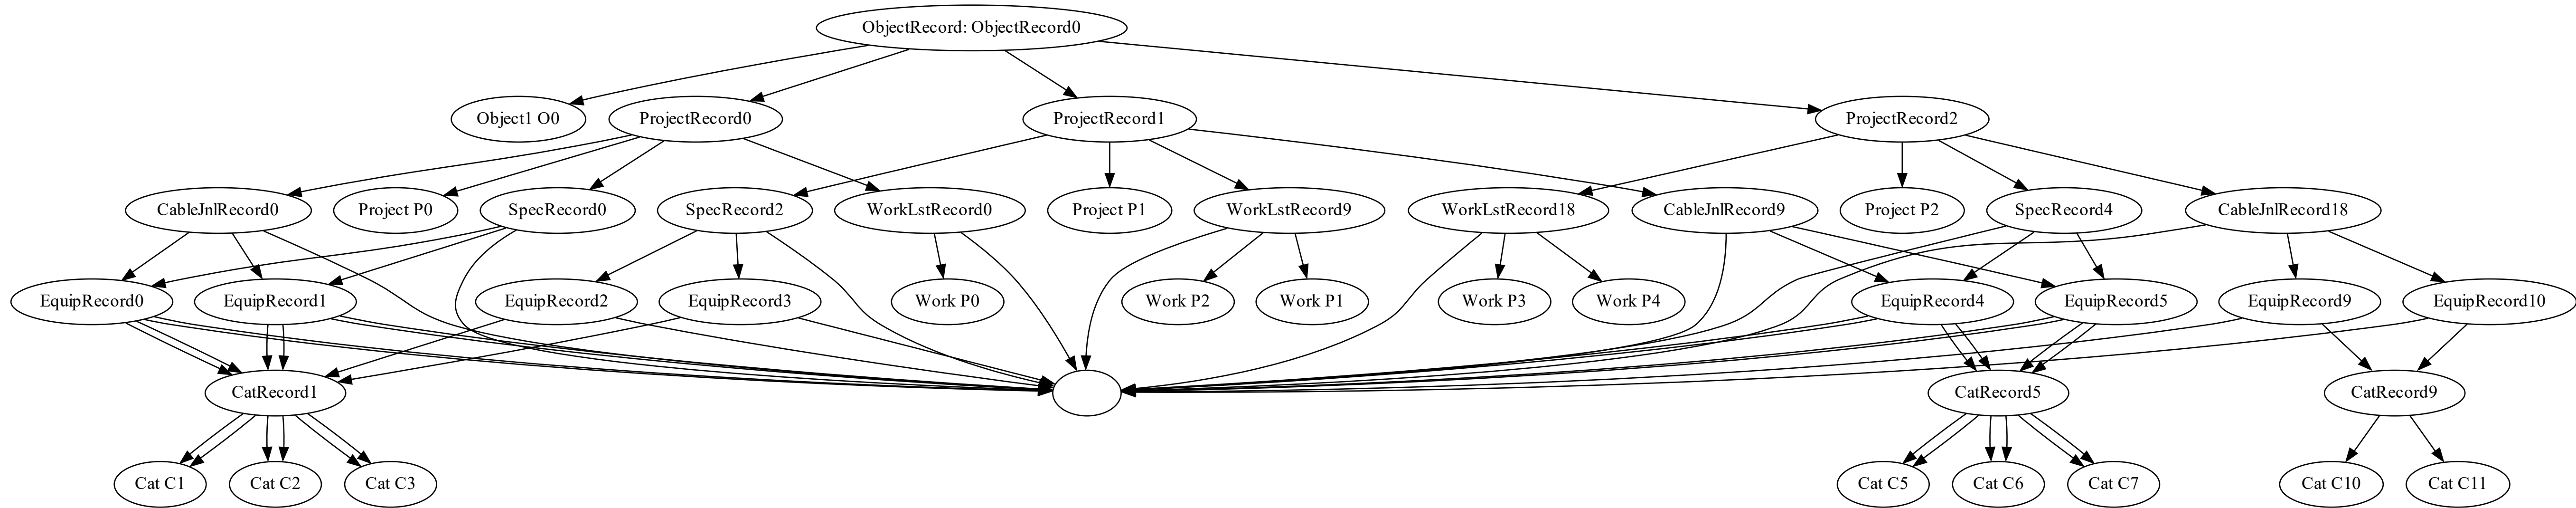 ObjectRecord: ObjectRecord0
Object1 O0
ProjectRecord0
ProjectRecord1
ProjectRecord2
CableJnlRecord0
Project P0
SpecRecord0
SpecRecord2
WorkLstRecord0
Project P1
WorkLstRecord9
WorkLstRecord18
CableJnlRecord9
Project P2
SpecRecord4
CableJnlRecord18
EquipRecord0
EquipRecord1
EquipRecord2
EquipRecord3
Work P0
Work P2
Work P1
Work P3
Work P4
EquipRecord4
EquipRecord5
EquipRecord9
EquipRecord10
CatRecord1
CatRecord5
CatRecord9
Cat C1
Cat C2
Cat C3
Cat C5
Cat C6
Cat C7
Cat C10
Cat C11